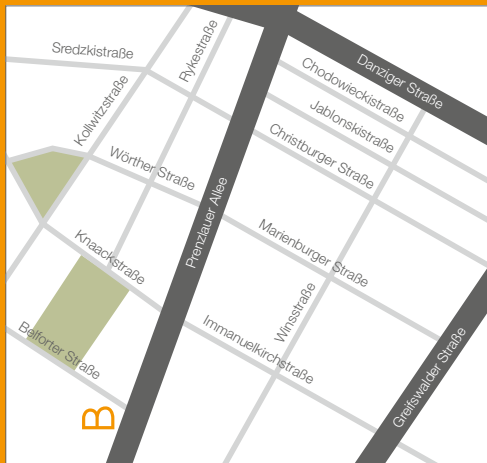 Sredzkistraße
Rykestraße
Danziger Straße
Chodowieckistraße
Kollwitzstraße
Jablonskistraße
Christburger Straße
Wörther Straße
Prenzlauer Allee
Marienburger Straße
Knaackstraße
Winsstraße
Immanuelkirchstraße
Greifswalder Straße
Belforter Straße
B